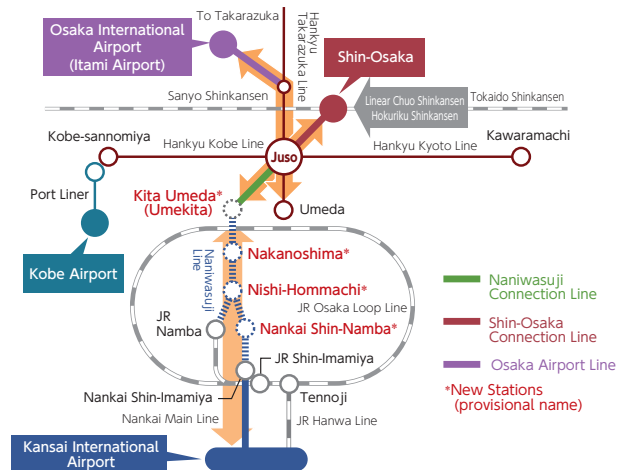 To Takarazuka
Hankyu
Takarazuka Line
Osaka International
Airport
(Itami Airport)
Shin-Osaka
Sanyo Shinkansen
Linear Chuo Shinkansen
Hokuriku Shinkansen
Tokaido Shinkansen
Kobe-sannomiya
Hankyu Kobe Line
Juso
Hankyu Kyoto Line
Kawaramachi
Port Liner
Kita Umeda*
(Umekita)
Umeda
Kobe Airport
Naniwasuji
Line
Nakanoshima*
Nishi-Hommachi*
JR Osaka Loop Line
JR
Namba
Nankai Shin-Namba*
JR Shin-Imamiya
Nankai Shin-Imamiya
Tennoji
Nankai Main Line
JR Hanwa Line
Kansai International
Airport
Naniwasuji
Connection Line
Shin-Osaka
Connection Line
Osaka Airport Line
*New Stations
(provisional name)